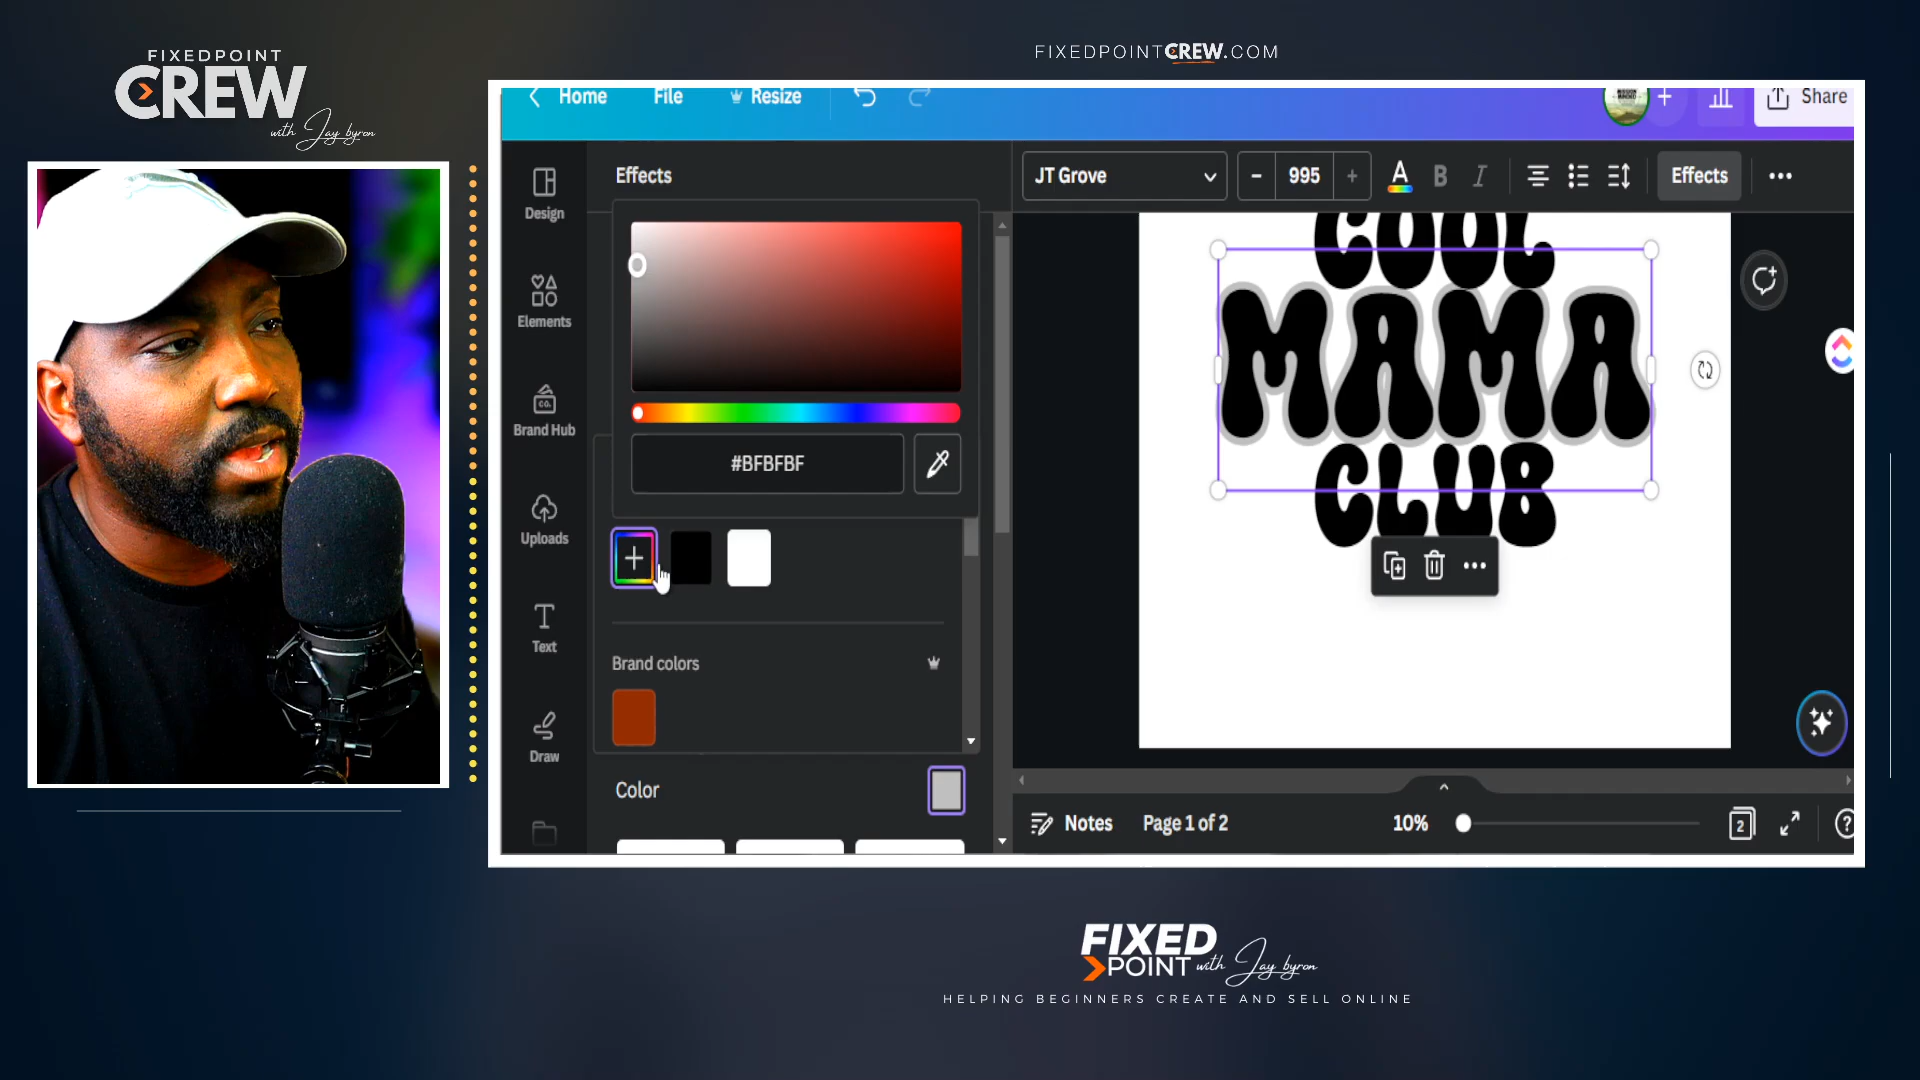 FIXEDPOINT
CREW
with Jay byron
FIXEDPOINTCREW.COM
Home File Resize Share
Design
Elements
Brand Hub
CO.
Uploads
Text
Draw
Effects
#BFBFBF
Brand colors
Color
JT Grove - 995 + A B I Effects
COOL
MAMA
CLUB
Notes Page 1 of 2 10% 2 ?
FIXED
POINT with Jay byron
HELPING BEGINNERS CREATE AND SELL ONLINE